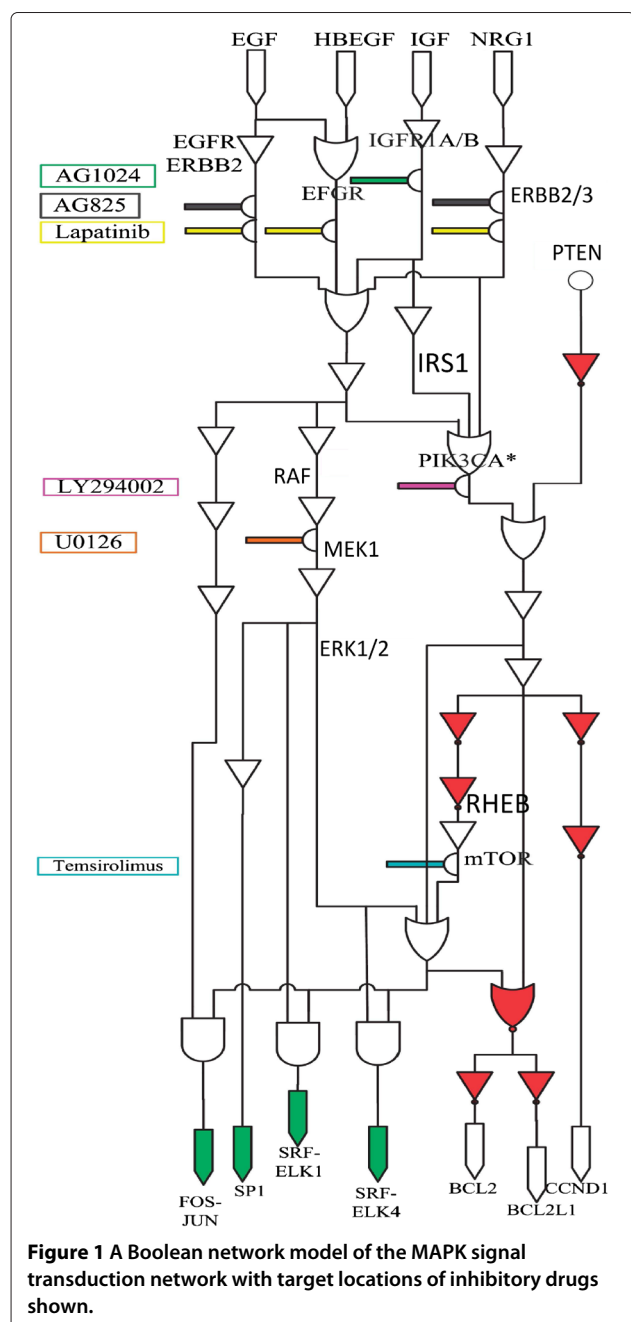 EGF HBEGF IGF NRG1
EGFR
ERBB2
IGFR1A/B
AG1024
EFGR
ERBB2/3
AG825
Lapatinib
PTEN
IRS1
PIK3CA*
RAF
LY294002
U0126
MEK1
ERK1/2
RHEB
mTOR
Temsirolimus
FOS-
JUN
SP1
SRF-
ELK1
SRF-
ELK4
BCL2
BCL2L1
CCND1
Figure 1 A Boolean network model of the MAPK signal
transduction network with target locations of inhibitory drugs
shown.